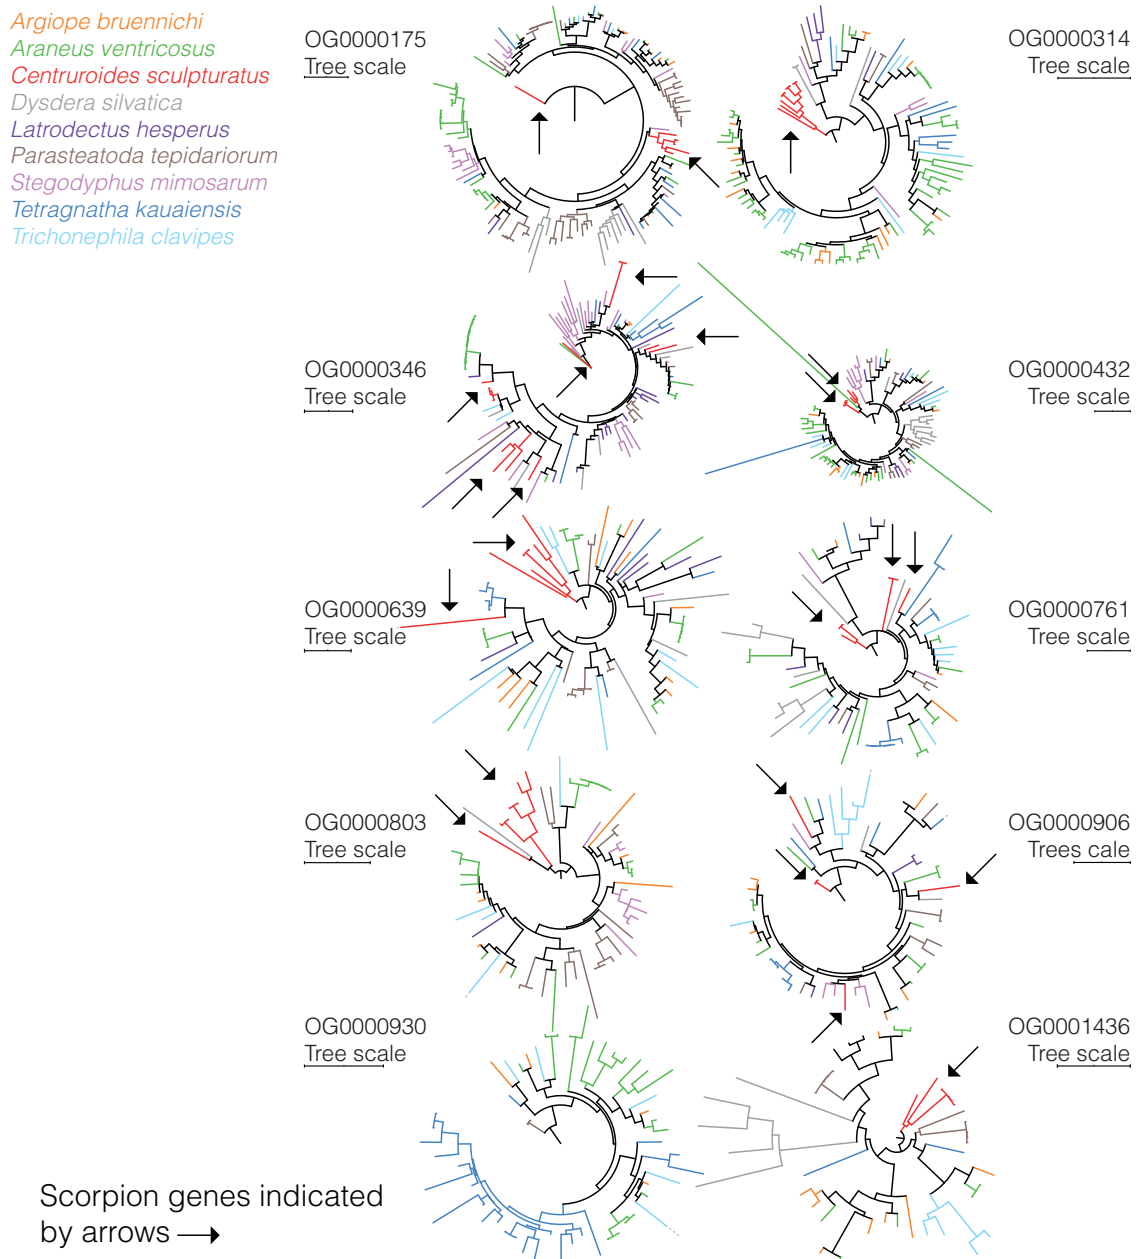 Argiope bruennichi
Araneus ventricosus
Centruroides sculpturatus
Dysdera silvatica
Latrodectus hesperus
Parasteatoda tepidariorum
Stegodyphus mimosarum
Tetragnatha kauaiensis
Trichonephila clavipes
OG0000175
Tree scale
OG0000314
Tree scale
OG0000346
Tree scale
OG0000432
Tree scale
OG0000639
Tree scale
OG0000761
Tree scale
OG0000803
Tree scale
OG0000906
Trees cale
OG0000930
Tree scale
OG0001436
Tree scale
Scorpion genes indicated
by arrows